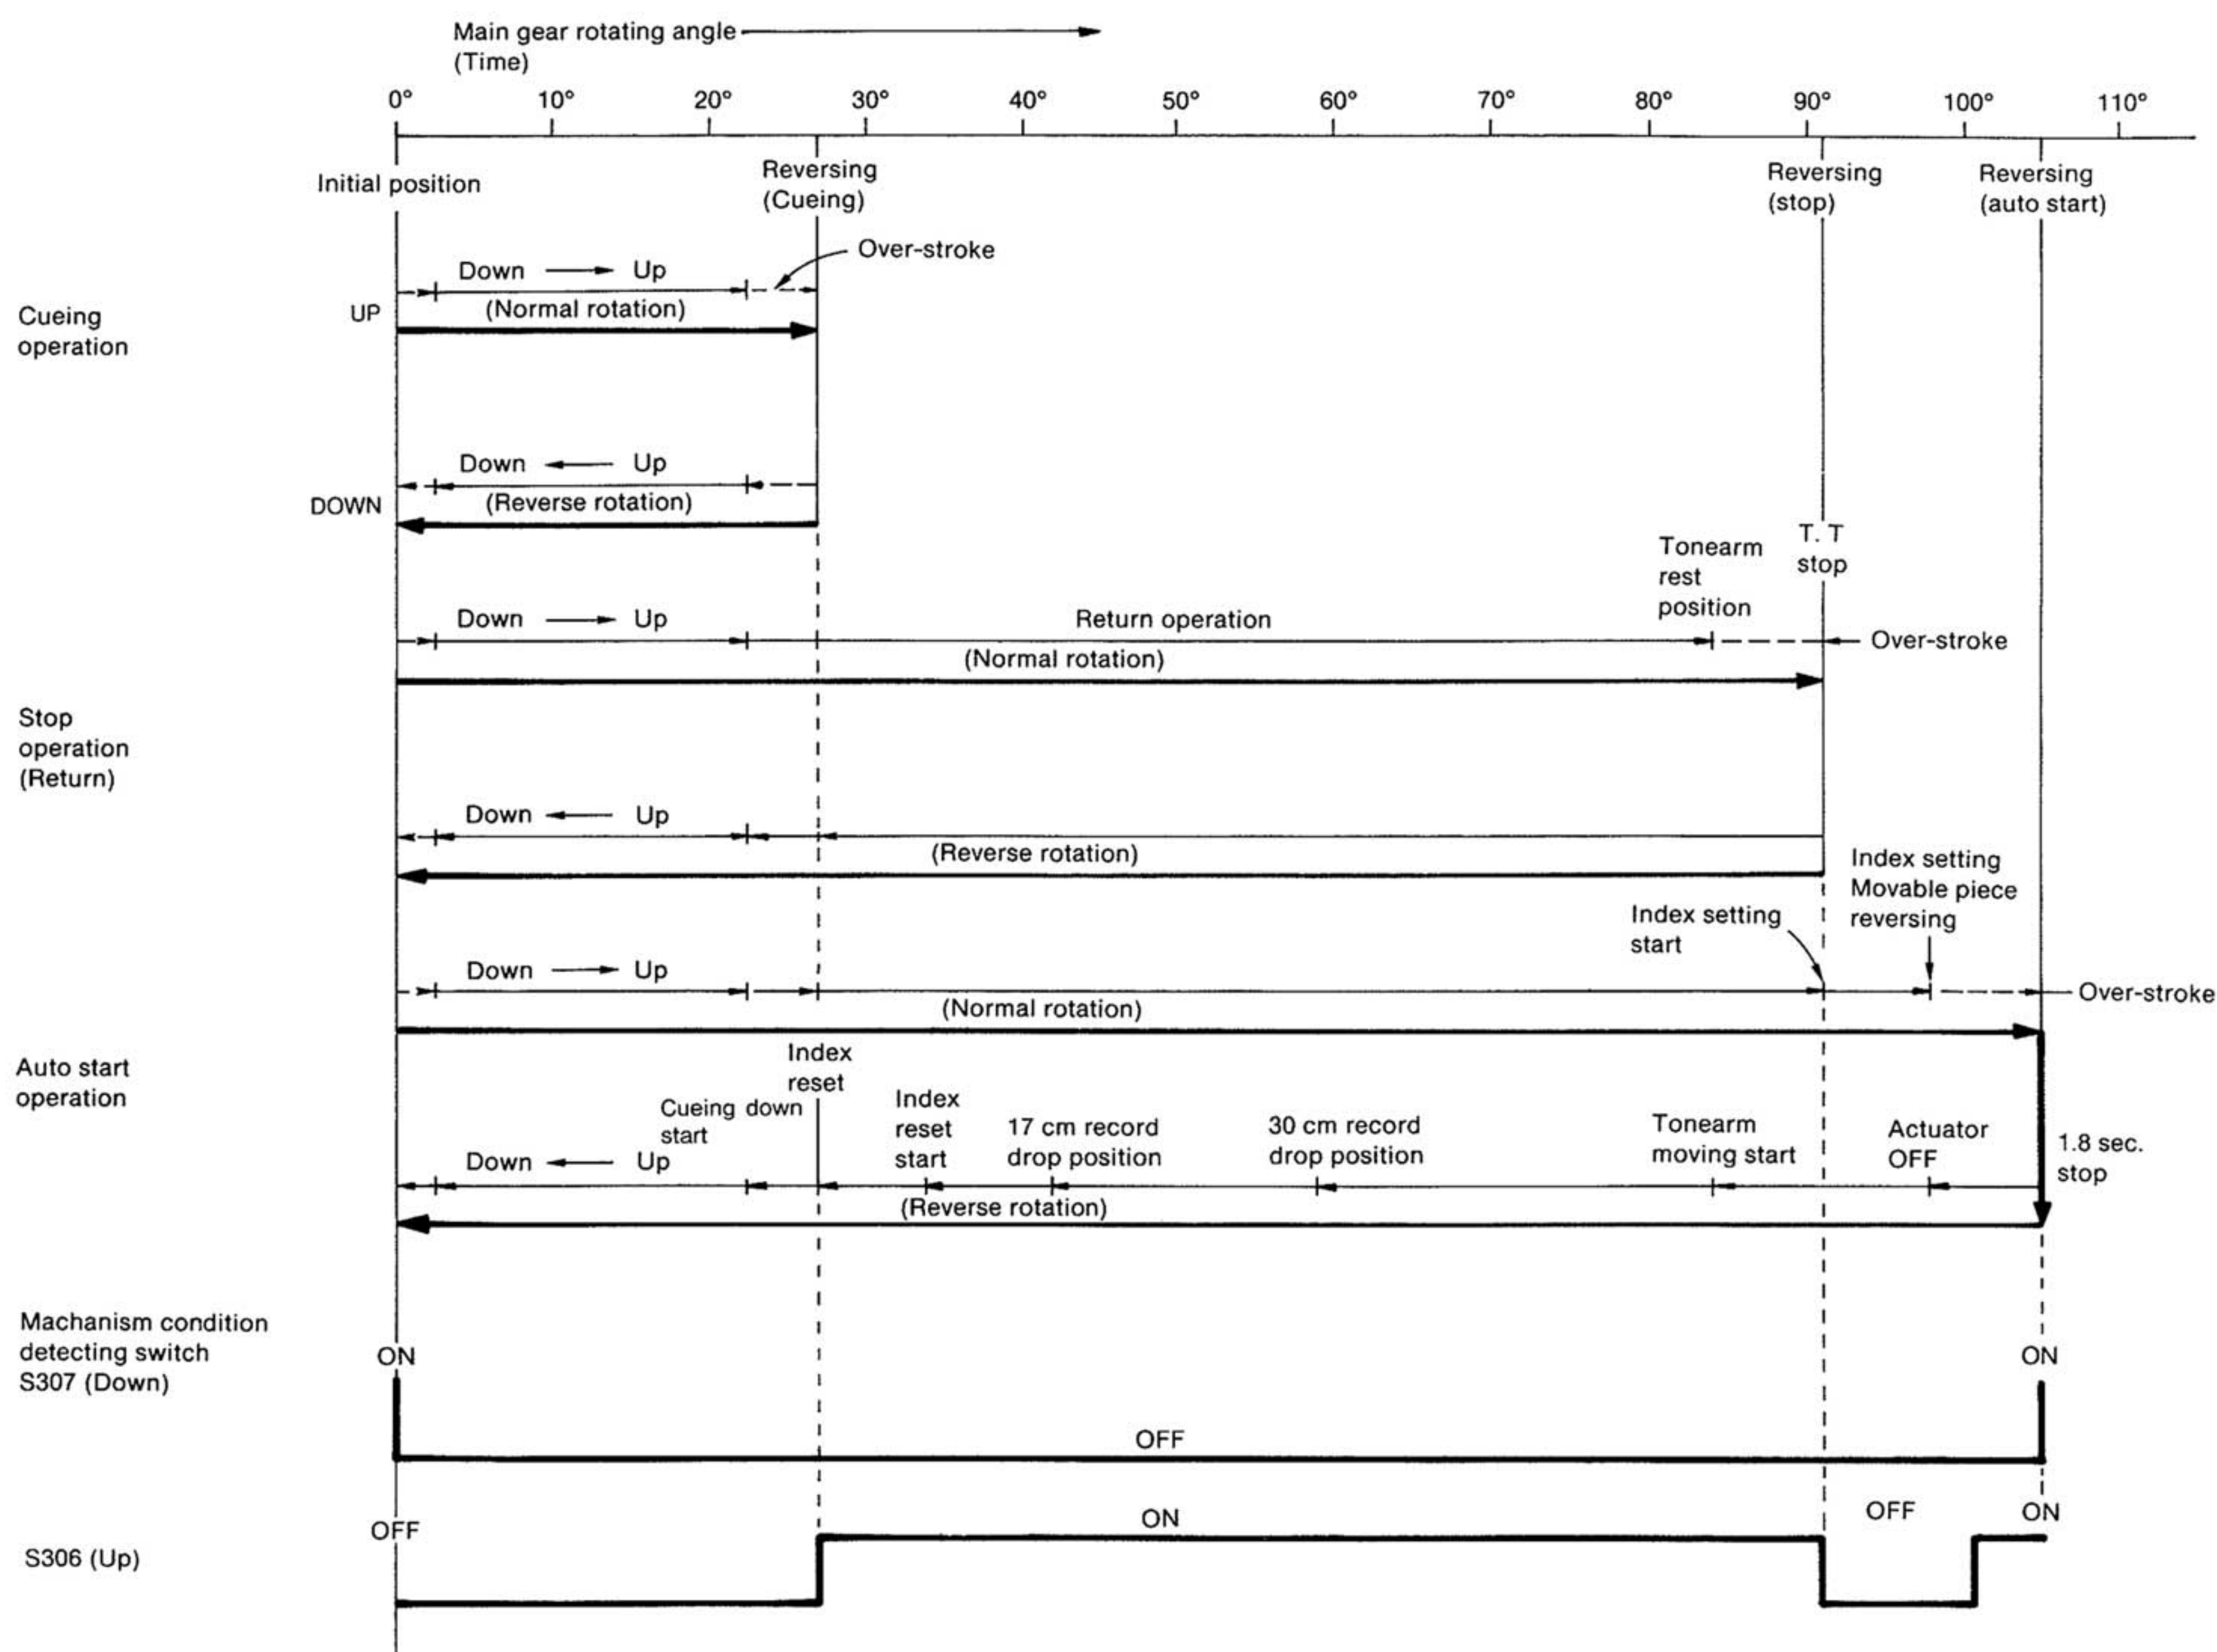 Main gear rotating angle
(Time)
0° 10° 20° 30° 40° 50° 60° 70° 80° 90° 100° 110°
Initial position
Reversing
(Cueing)
Reversing
(stop)
Reversing
(auto start)
Over-stroke
Cueing
operation
UP
Down Up
(Normal rotation)
DOWN
Down Up
(Reverse rotation)
Tonearm
rest
position
T. T
stop
Stop
operation
(Return)
Down Up
Return operation
Over-stroke
(Normal rotation)
Down Up
(Reverse rotation)
Index setting
start
Index setting
Movable piece
reversing
Auto start
operation
Down Up
Over-stroke
(Normal rotation)
Index
reset
Cueing down
start
Index
reset
start
17 cm record
drop position
30 cm record
drop position
Tonearm
moving start
Actuator
OFF
1.8 sec.
stop
Down Up
(Reverse rotation)
Machanism condition
detecting switch
S307 (Down)
ON
OFF
ON
S306 (Up)
OFF
ON
OFF
ON